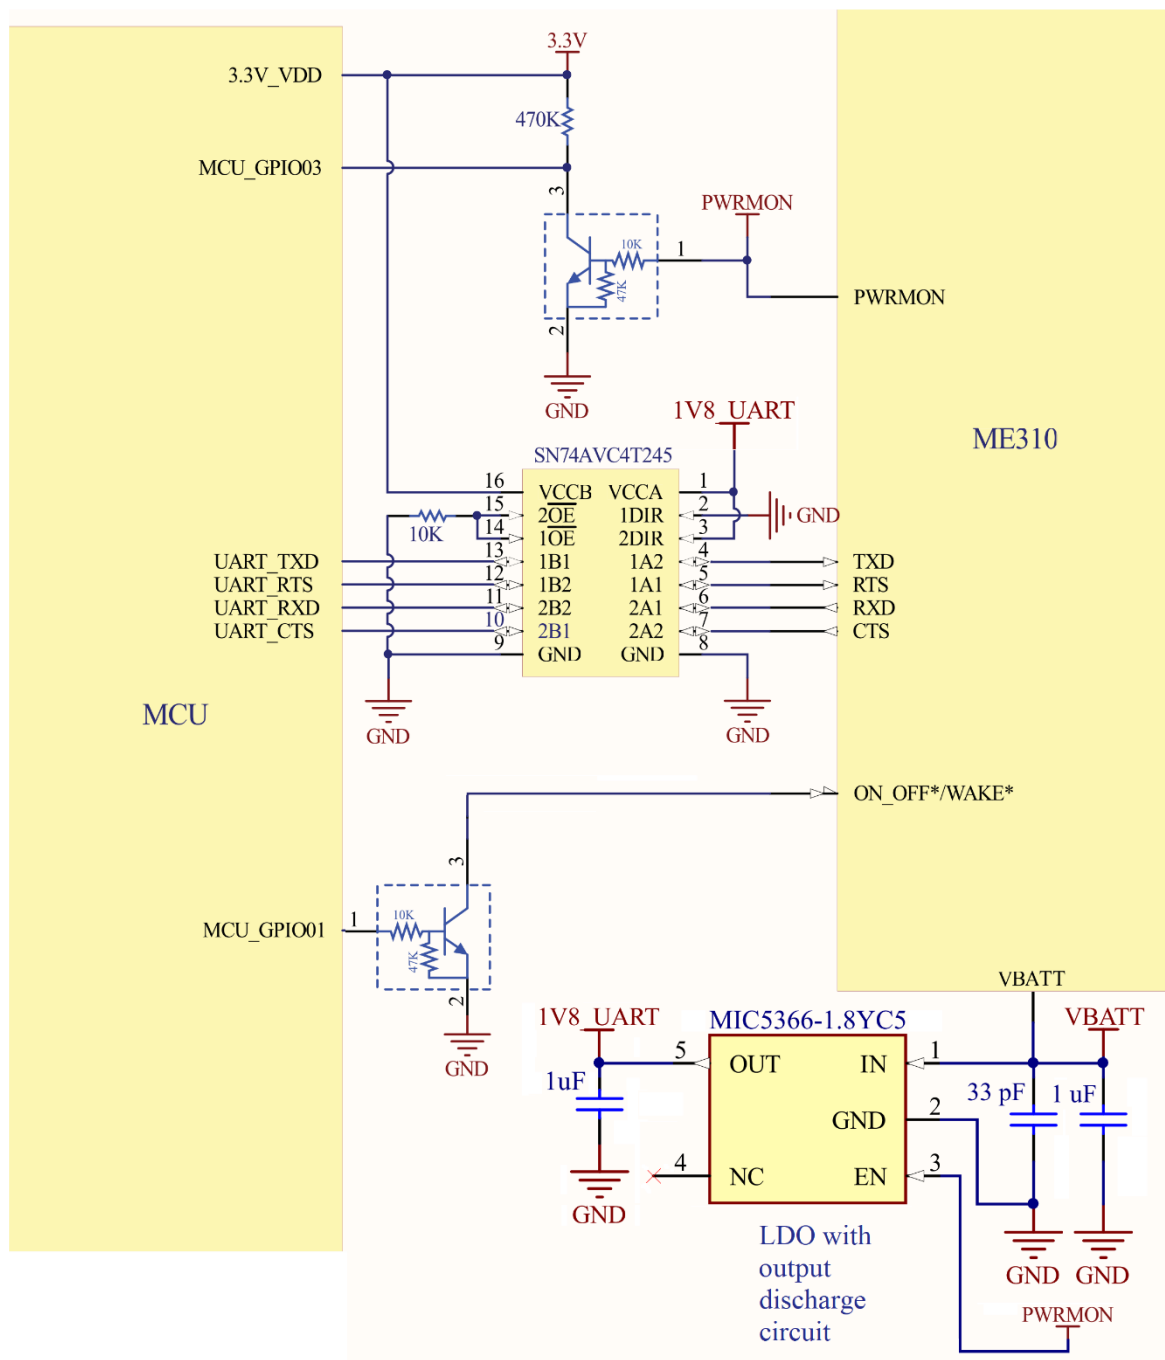 3.3V
3.3V_VDD
470K
MCU_GPIO03
3
PWRMON
10K
1
47K
PWRMON
2
GND
1V8_UART
ME310
SN74AVC4T245
16 VCCB VCCA 1
15 2OE 1DIR 2 GND
10K 14 1OE 2DIR 3
UART_TXD 13 1B1 1A2 4 TXD
UART_RTS 12 1B2 1A1 5 RTS
UART_RXD 11 2B2 2A1 6 RXD
UART_CTS 10 2B1 2A2 7 CTS
9 GND GND 8
MCU
GND GND
ON_OFF*/WAKE*
3
MCU_GPIO01 1 10K
47K
2
GND
VBATT
1V8_UART MIC5366-1.8YC5 VBATT
5 OUT IN 1
1uF 33 pF 1 uF
GND 2
4 NC EN 3
GND
LDO with
output
discharge
circuit
GND GND
PWRMON